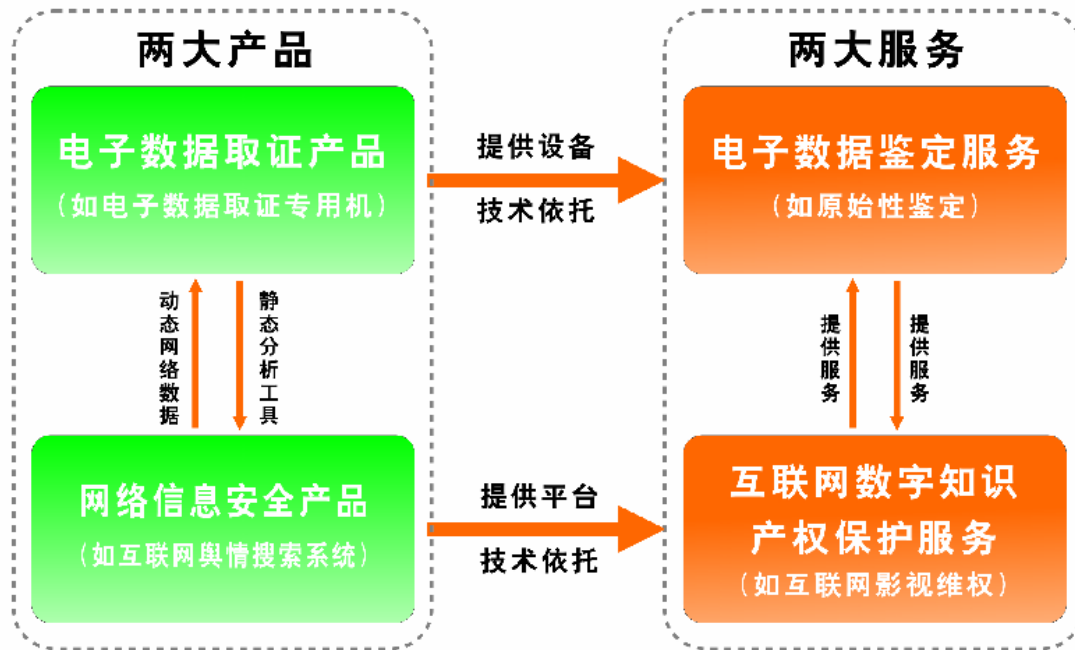 两大产品
电子数据取证产品
（如电子数据取证专用机）
动态网络数据
静态分析工具
网络信息安全产品
（如互联网舆情搜索系统）
提供设备
技术依托
提供平台
技术依托
两大服务
电子数据鉴定服务
（如原始性鉴定）
提供服务
提供服务
互联网数字知识
产权保护服务
（如互联网影视维权）